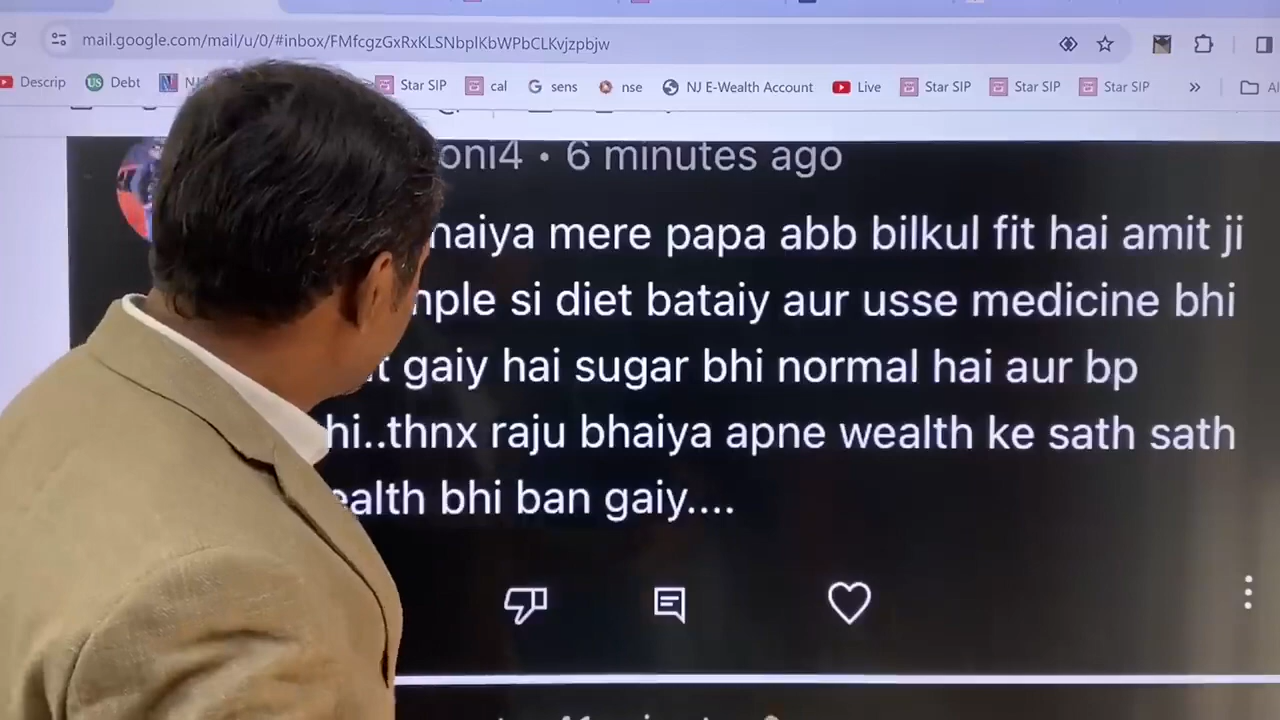 mail.google.com/mail/u/0/#inbox/FMfcgzGxRxKLSNbplKbWPbCLKvjzpbjw
Descrip Debt Star SIP cal sens nse NJ E-Wealth Account Live Star SIP Star SIP Star SIP »
oni4 • 6 minutes ago
haiya mere papa abb bilkul fit hai amit ji
mple si diet bataiy aur usse medicine bhi
gaiy hai sugar bhi normal hai aur bp
hi..thnx raju bhaiya apne wealth ke sath sath
ealth bhi ban gaiy....